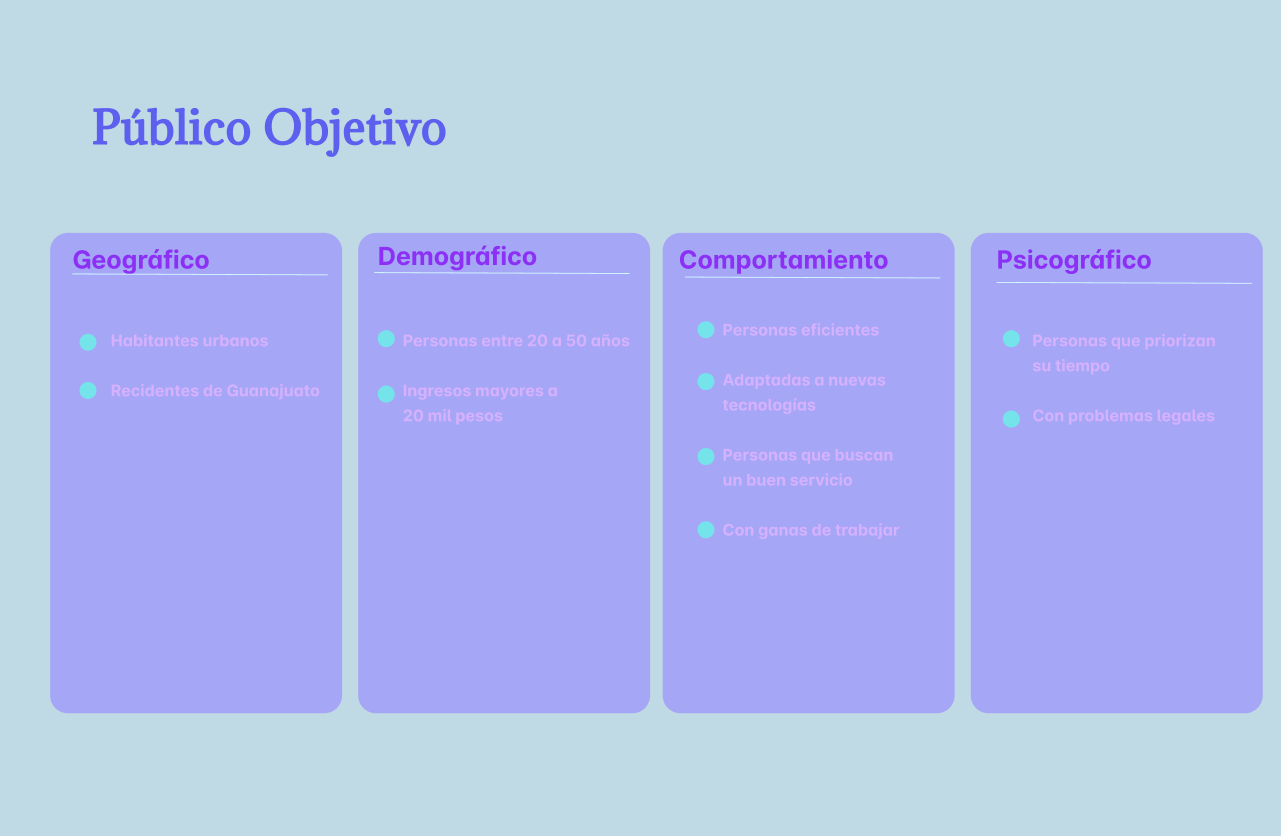 Público Objetivo
Geográfico
Habitantes urbanos
Recidentes de Guanajuato
Demográfico
Personas entre 20 a 50 años
Ingresos mayores a
20 mil pesos
Comportamiento
Personas eficientes
Adaptadas a nuevas
tecnologías
Personas que buscan
un buen servicio
Con ganas de trabajar
Psicográfico
Personas que priorizan
su tiempo
Con problemas legales